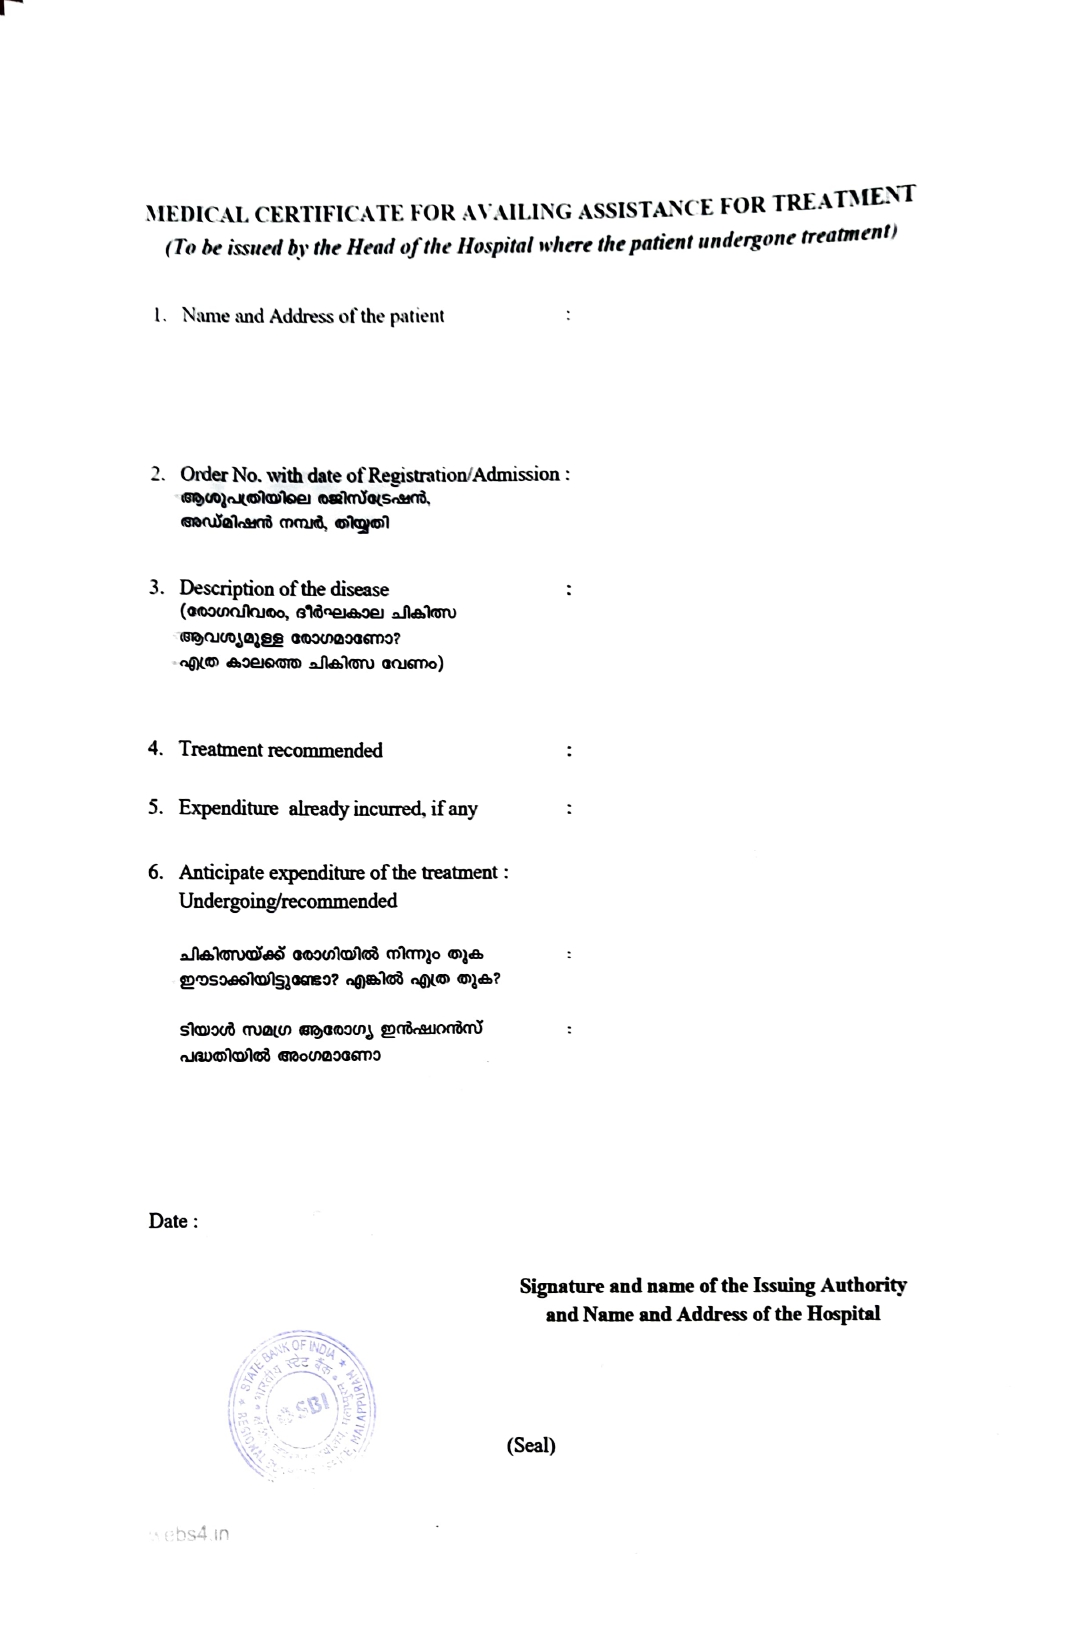 MEDICAL CERTIFICATE FOR AVAILING ASSISTANCE FOR TREATMENT
(To be issued by the Head of the Hospital where the patient undergone treatment)
1. Name and Address of the patient :
2. Order No. with date of Registration/Admission :
ആശുപത്രിയിലെ രജിസ്ട്രേഷൻ,
അഡ്മിഷൻ നമ്പർ, തിയ്യതി
3. Description of the disease :
(രോഗവിവരം, ദീർഘകാല ചികിത്സ
ആവശ്യമുള്ള രോഗമാണോ?
എത്ര കാലത്തെ ചികിത്സ വേണം)
4. Treatment recommended :
5. Expenditure already incurred, if any :
6. Anticipate expenditure of the treatment :
Undergoing/recommended
ചികിത്സയ്ക്ക് രോഗിയിൽ നിന്നും തുക :
ഈടാക്കിയിട്ടുണ്ടോ? എങ്കിൽ എത്ര തുക?
ടിയാൾ സമഗ്ര ആരോഗ്യ ഇൻഷുറൻസ് :
പദ്ധതിയിൽ അംഗമാണോ
Date :
Signature and name of the Issuing Authority
and Name and Address of the Hospital
STATE BANK OF INDIA
भारतीय स्टेट बैंक
SBI
REGIONAL
MALAPPURAM
(Seal)
ebs4.in